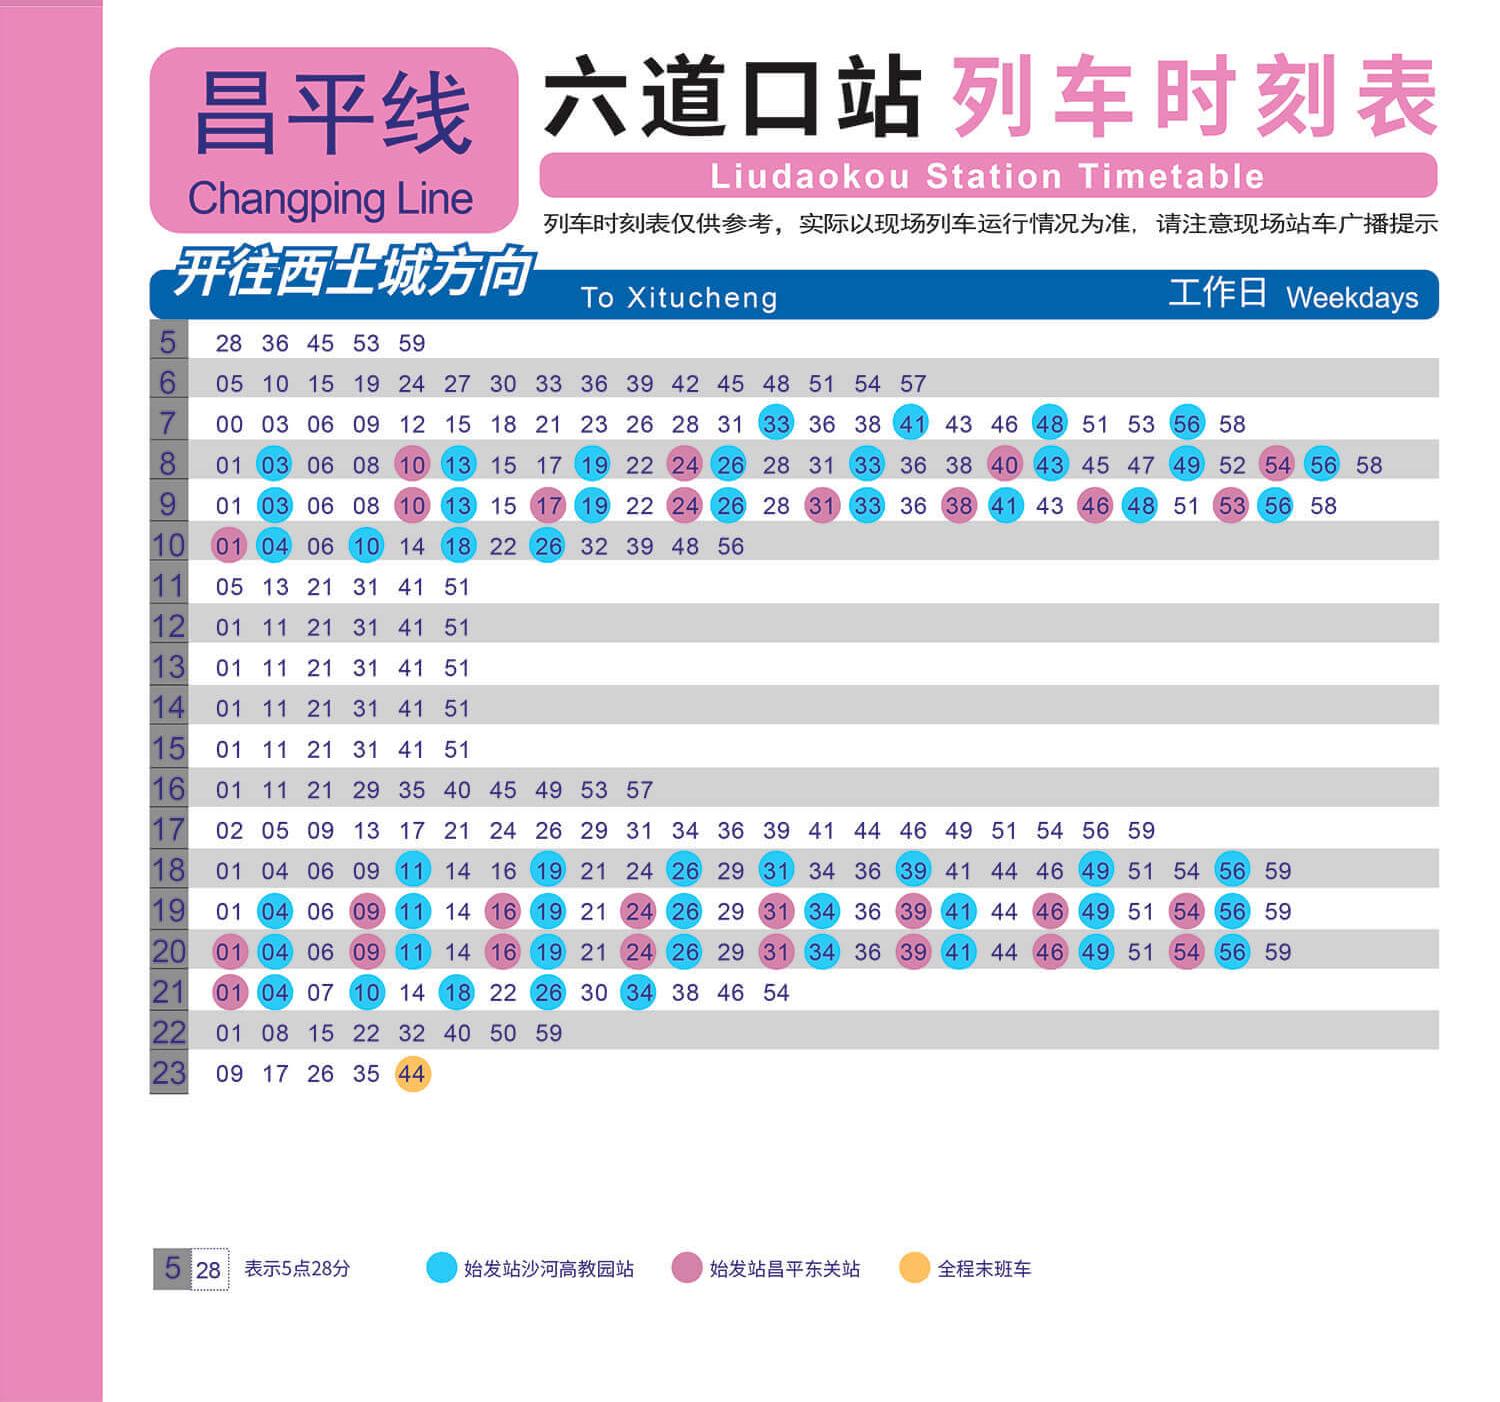 昌平线
Changping Line
六道口站 列车时刻表
Liudaokou Station Timetable
列车时刻表仅供参考，实际以现场列车运行情况为准，请注意现场站车广播提示
开往西土城方向 To Xitucheng 工作日 Weekdays
5 28 36 45 53 59
6 05 10 15 19 24 27 30 33 36 39 42 45 48 51 54 57
7 00 03 06 09 12 15 18 21 23 26 28 31 33 36 38 41 43 46 48 51 53 56 58
8 01 03 06 08 10 13 15 17 19 22 24 26 28 31 33 36 38 40 43 45 47 49 52 54 56 58
9 01 03 06 08 10 13 15 17 19 22 24 26 28 31 33 36 38 41 43 46 48 51 53 56 58
10 01 04 06 10 14 18 22 26 32 39 48 56
11 05 13 21 31 41 51
12 01 11 21 31 41 51
13 01 11 21 31 41 51
14 01 11 21 31 41 51
15 01 11 21 31 41 51
16 01 11 21 29 35 40 45 49 53 57
17 02 05 09 13 17 21 24 26 29 31 34 36 39 41 44 46 49 51 54 56 59
18 01 04 06 09 11 14 16 19 21 24 26 29 31 34 36 39 41 44 46 49 51 54 56 59
19 01 04 06 09 11 14 16 19 21 24 26 29 31 34 36 39 41 44 46 49 51 54 56 59
20 01 04 06 09 11 14 16 19 21 24 26 29 31 34 36 39 41 44 46 49 51 54 56 59
21 01 04 07 10 14 18 22 26 30 34 38 46 54
22 01 08 15 22 32 40 50 59
23 09 17 26 35 44
5 28 表示5点28分 始发站沙河高教园站 始发站昌平东关站 全程末班车